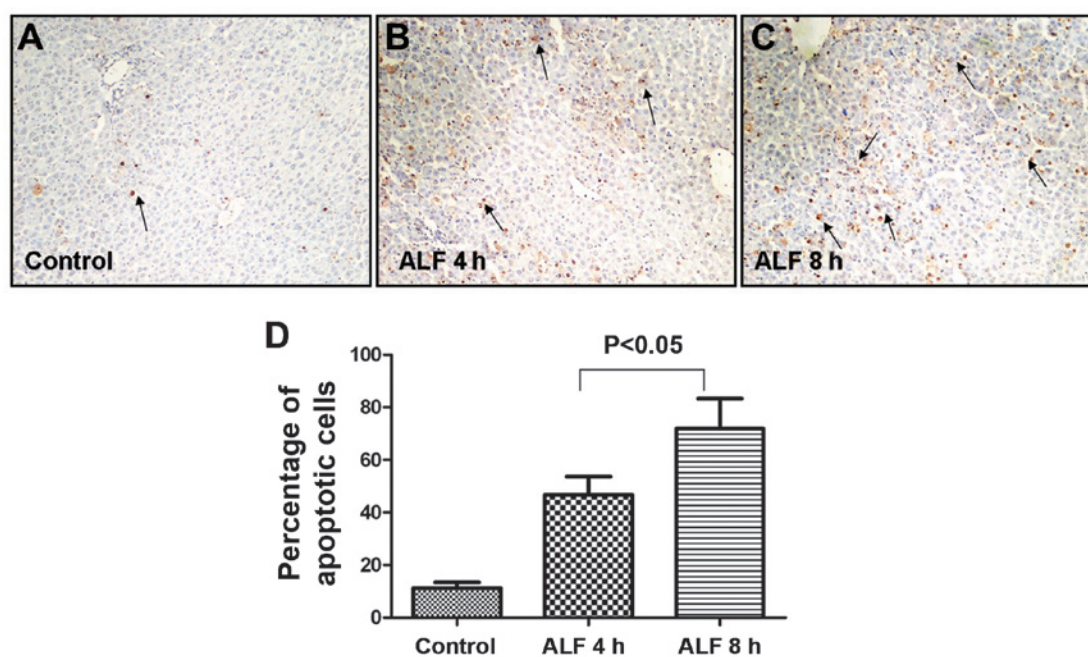 A
Control
B
ALF 4 h
C
ALF 8 h
D
P<0.05
Percentage of
apoptotic cells
100
80
60
40
20
0
Control
ALF 4 h
ALF 8 h